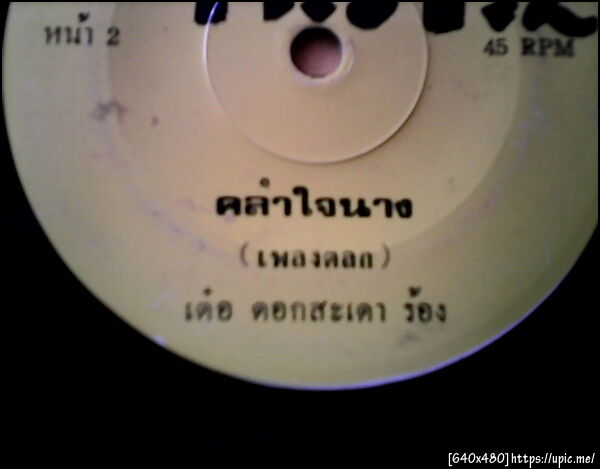 หน้า 2
45 RPM
คลำใจนาง
(เพลงตลก)
เต๋อ ดอกสะเดา ร้อง
[640x480]https://upic.me/